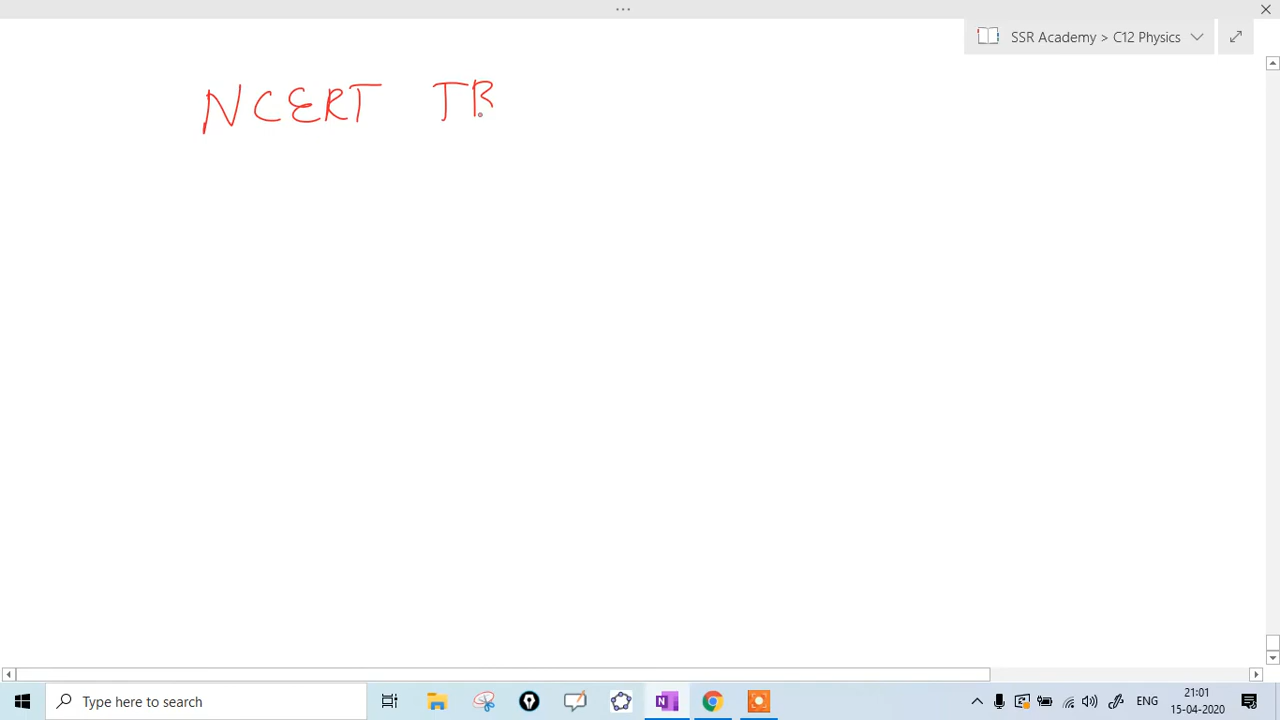 ...
SSR Academy > C12 Physics
NCERT TB
Type here to search
ENG
21:01
15-04-2020